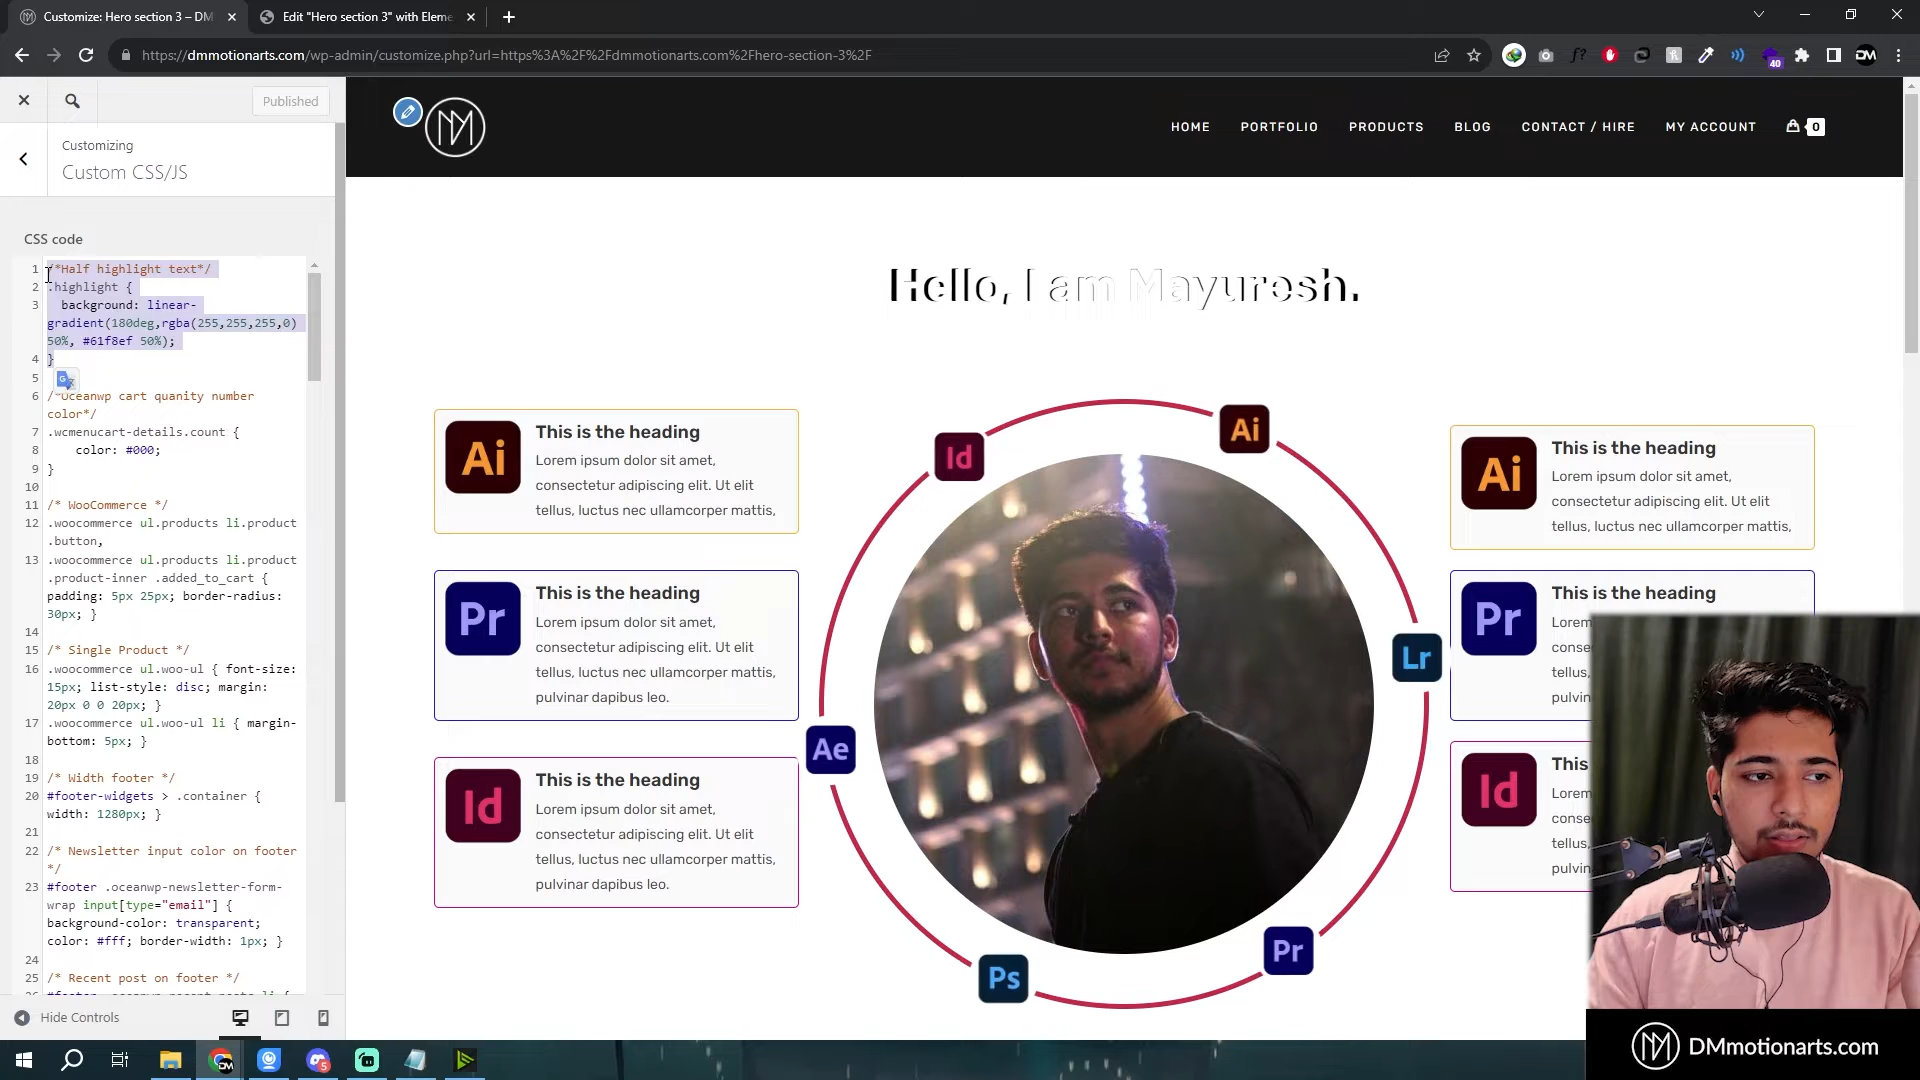 Customize: Hero section 3 – DM
Edit "Hero section 3" with Eleme
https://dmmotionarts.com/wp-admin/customize.php?url=https%3A%2F%2Fdmmotionarts.com%2Fhero-section-3%2F
f?
40
DM
Published
Customizing
Custom CSS/JS
CSS code
1 /*Half highlight text*/
2 .highlight {
3 background: linear-
gradient(180deg,rgba(255,255,255,0)
50%, #61f8ef 50%);
4 }
5
6 /*Oceanwp cart quanity number
color*/
7 .wcmenucart-details.count {
8 color: #000;
9 }
10
11 /* WooCommerce */
12 .woocommerce ul.products li.product
.button,
13 .woocommerce ul.products li.product
.product-inner .added_to_cart {
padding: 5px 25px; border-radius:
30px; }
14
15 /* Single Product */
16 .woocommerce ul.woo-ul { font-size:
15px; list-style: disc; margin:
20px 0 0 20px; }
17 .woocommerce ul.woo-ul li { margin-
bottom: 5px; }
18
19 /* Width footer */
20 #footer-widgets > .container {
width: 1280px; }
21
22 /* Newsletter input color on footer
*/
23 #footer .oceanwp-newsletter-form-
wrap input[type="email"] {
background-color: transparent;
color: #fff; border-width: 1px; }
24
25 /* Recent post on footer */
Hide Controls
HOME PORTFOLIO PRODUCTS BLOG CONTACT / HIRE MY ACCOUNT 0
Hello, I am Mayuresh.
Ai
This is the heading
Lorem ipsum dolor sit amet,
consectetur adipiscing elit. Ut elit
tellus, luctus nec ullamcorper mattis,
Pr
This is the heading
Lorem ipsum dolor sit amet,
consectetur adipiscing elit. Ut elit
tellus, luctus nec ullamcorper mattis,
pulvinar dapibus leo.
Id
This is the heading
Lorem ipsum dolor sit amet,
consectetur adipiscing elit. Ut elit
tellus, luctus nec ullamcorper mattis,
pulvinar dapibus leo.
Id
Ai
Lr
Ae
Pr
Ps
Ai
This is the heading
Lorem ipsum dolor sit amet,
consectetur adipiscing elit. Ut elit
tellus, luctus nec ullamcorper mattis,
Pr
This is the heading
Lorem
conse
tellus,
pulvin
Id
This
Lorem
conse
tellus,
pulvin
DMmotionarts.com